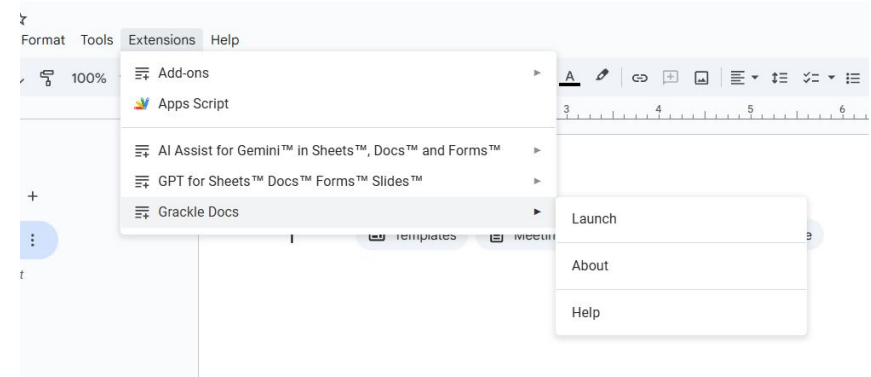 Format Tools Extensions Help
100%
Add-ons
Apps Script
3 4 5 6
AI Assist for Gemini™ in Sheets™, Docs™ and Forms™
GPT for Sheets™ Docs™ Forms™ Slides™
Grackle Docs
Launch
Templates
About
Help